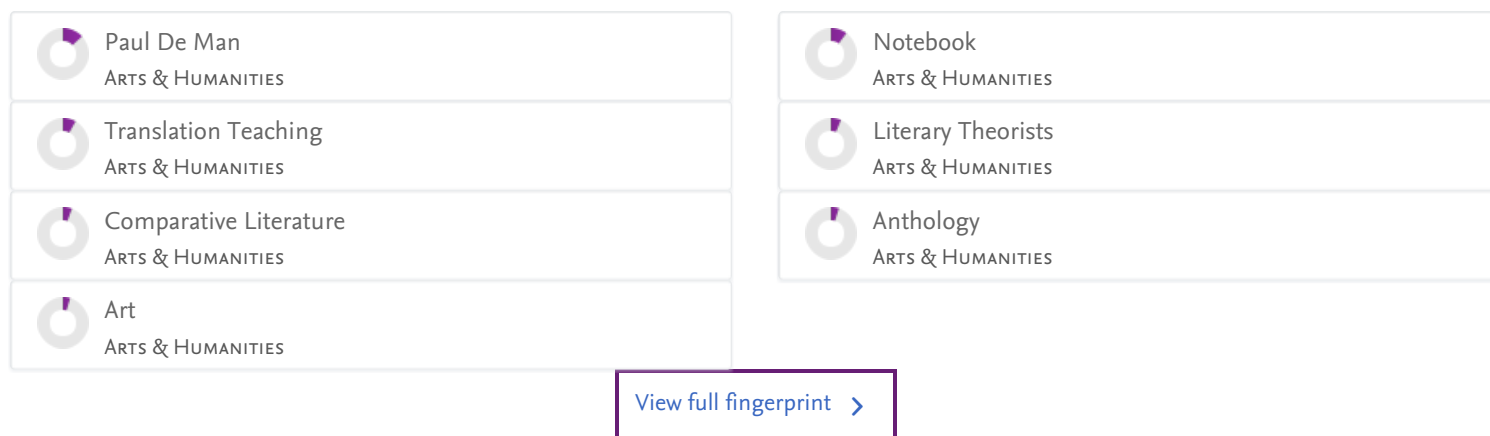 Paul De Man
Arts & Humanities
Notebook
Arts & Humanities
Translation Teaching
Arts & Humanities
Literary Theorists
Arts & Humanities
Comparative Literature
Arts & Humanities
Anthology
Arts & Humanities
Art
Arts & Humanities
View full fingerprint